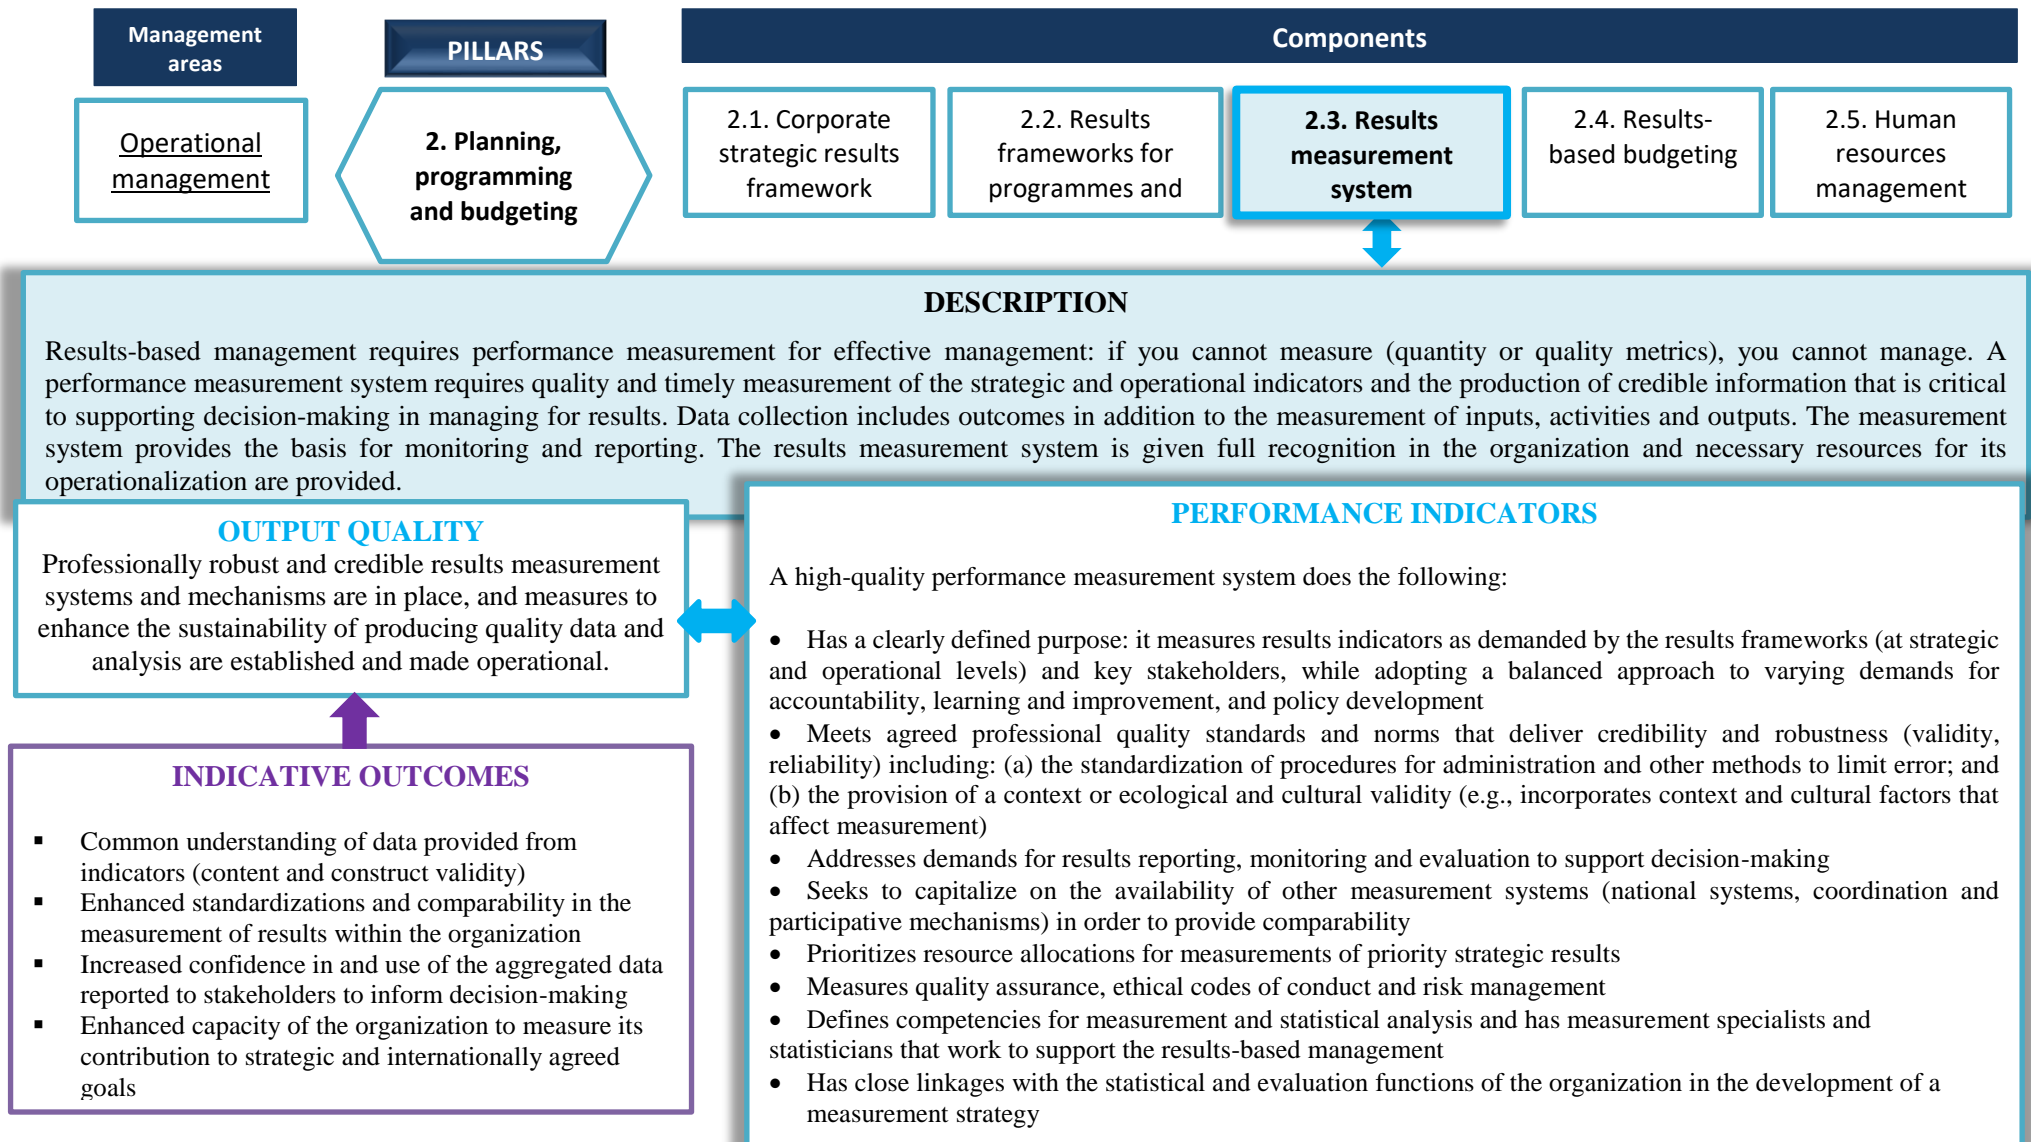 Management
areas
PILLARS
Components
Operational
management
2. Planning,
programming
and budgeting
2.1. Corporate
strategic results
framework
2.2. Results
frameworks for
programmes and
2.3. Results
measurement
system
2.4. Results-
based budgeting
2.5. Human
resources
management
DESCRIPTION
Results-based management requires performance measurement for effective management: if you cannot measure (quantity or quality metrics), you cannot manage. A
performance measurement system requires quality and timely measurement of the strategic and operational indicators and the production of credible information that is critical
to supporting decision-making in managing for results. Data collection includes outcomes in addition to the measurement of inputs, activities and outputs. The measurement
system provides the basis for monitoring and reporting. The results measurement system is given full recognition in the organization and necessary resources for its
operationalization are provided.
OUTPUT QUALITY
Professionally robust and credible results measurement
systems and mechanisms are in place, and measures to
enhance the sustainability of producing quality data and
analysis are established and made operational.
INDICATIVE OUTCOMES
▪ Common understanding of data provided from
indicators (content and construct validity)
▪ Enhanced standardizations and comparability in the
measurement of results within the organization
▪ Increased confidence in and use of the aggregated data
reported to stakeholders to inform decision-making
▪ Enhanced capacity of the organization to measure its
contribution to strategic and internationally agreed
goals
PERFORMANCE INDICATORS
A high-quality performance measurement system does the following:
• Has a clearly defined purpose: it measures results indicators as demanded by the results frameworks (at strategic
and operational levels) and key stakeholders, while adopting a balanced approach to varying demands for
accountability, learning and improvement, and policy development
• Meets agreed professional quality standards and norms that deliver credibility and robustness (validity,
reliability) including: (a) the standardization of procedures for administration and other methods to limit error; and
(b) the provision of a context or ecological and cultural validity (e.g., incorporates context and cultural factors that
affect measurement)
• Addresses demands for results reporting, monitoring and evaluation to support decision-making
• Seeks to capitalize on the availability of other measurement systems (national systems, coordination and
participative mechanisms) in order to provide comparability
• Prioritizes resource allocations for measurements of priority strategic results
• Measures quality assurance, ethical codes of conduct and risk management
• Defines competencies for measurement and statistical analysis and has measurement specialists and
statisticians that work to support the results-based management
• Has close linkages with the statistical and evaluation functions of the organization in the development of a
measurement strategy